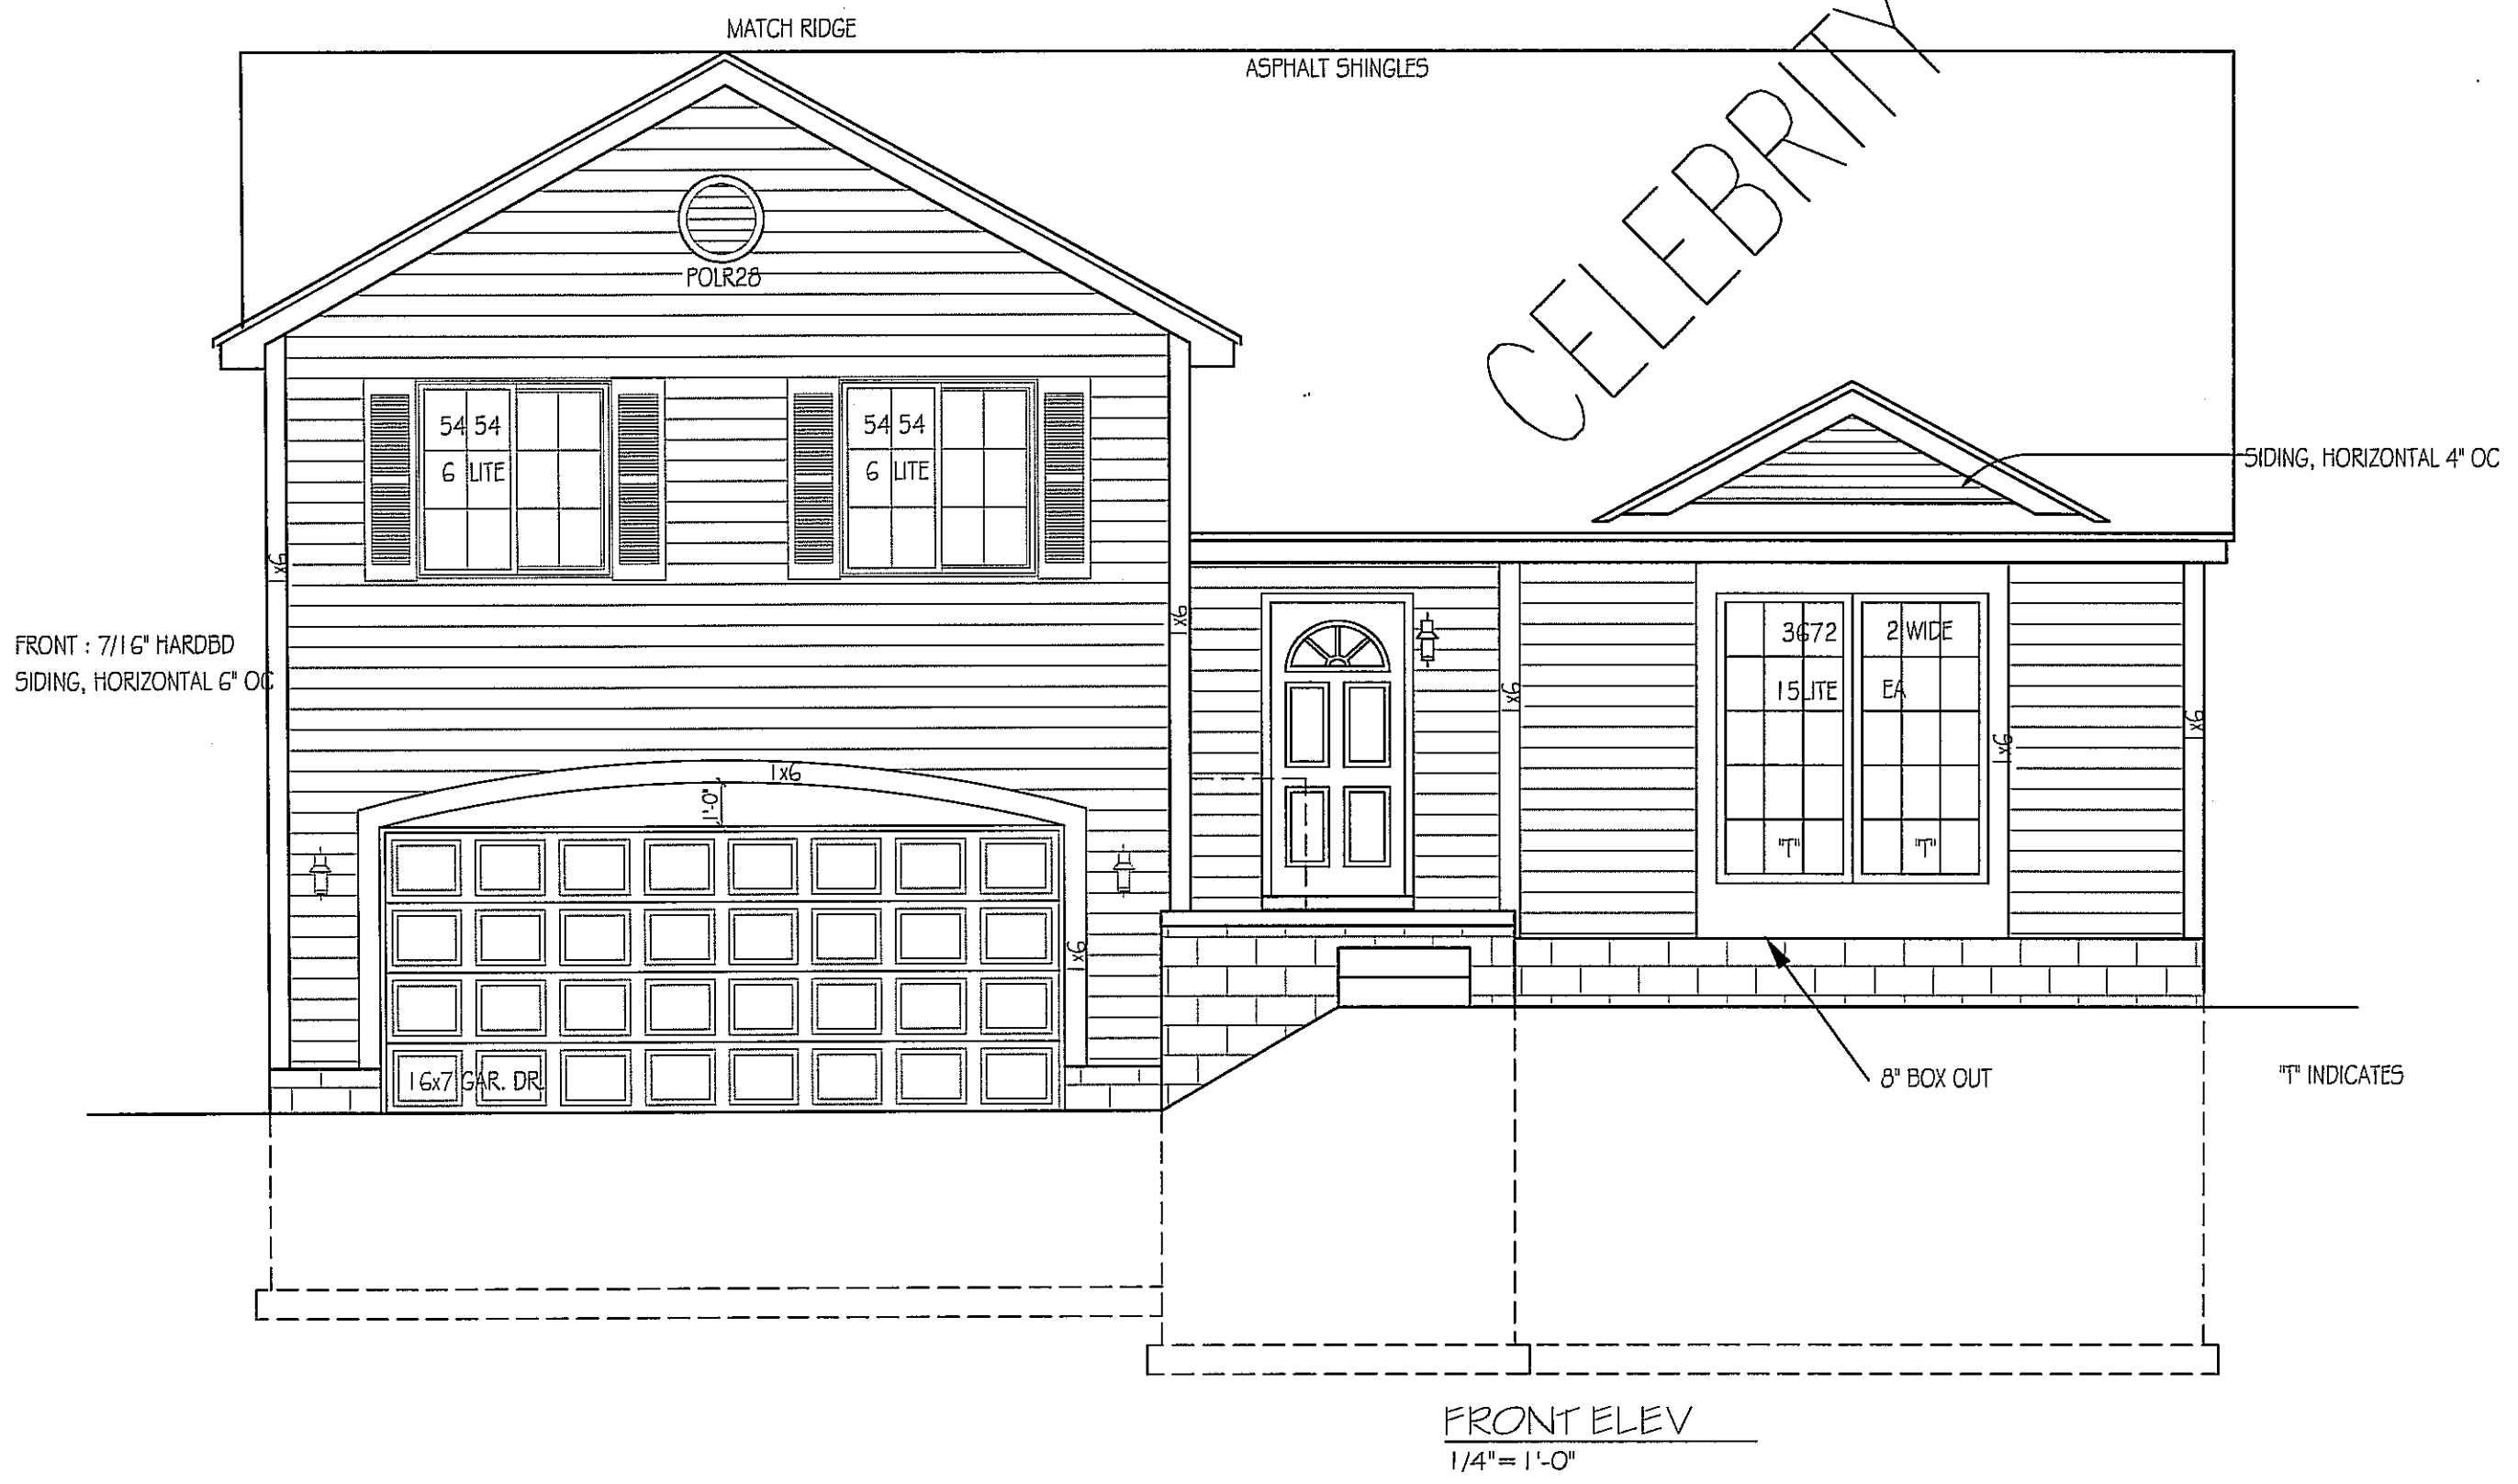 MATCH RIDGE
ASPHALT SHINGLES
CELEBRITY
POLR28
54 54
6 LITE
54 54
6 LITE
SIDING, HORIZONTAL 4" OC
1x6
1x6
FRONT : 7/16" HARDBD
SIDING, HORIZONTAL 6" OC
3672 2 WIDE
15 LITE EA
1x6
1x6
1x6
1x6
1'-0"
"T" "T"
1x6
16x7 GAR. DR.
8" BOX OUT
"T" INDICATES
FRONT ELEV
1/4" = 1'-0"